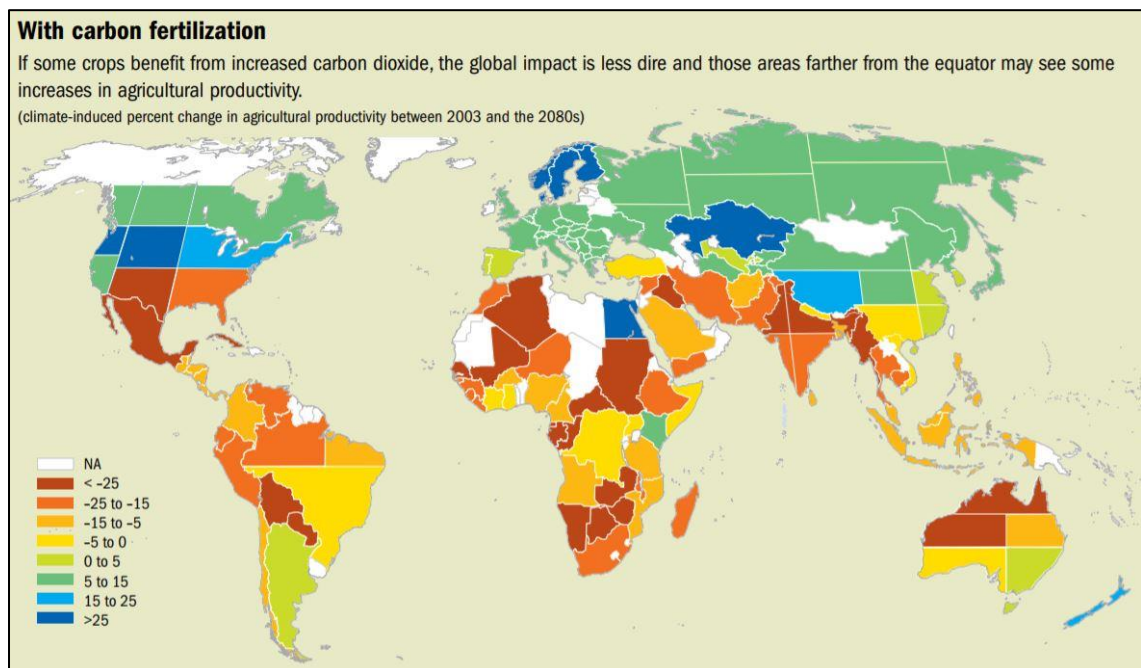 With carbon fertilization
If some crops benefit from increased carbon dioxide, the global impact is less dire and those areas farther from the equator may see some
increases in agricultural productivity.
(climate-induced percent change in agricultural productivity between 2003 and the 2080s)
NA
< –25
–25 to –15
–15 to –5
–5 to 0
0 to 5
5 to 15
15 to 25
>25